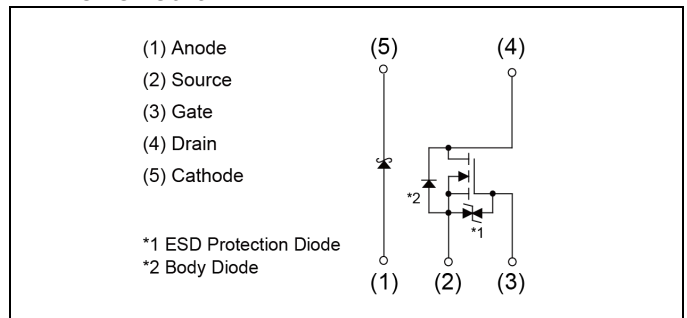 (1) Anode
(2) Source
(3) Gate
(4) Drain
(5) Cathode
*1 ESD Protection Diode
*2 Body Diode
(5)
(4)
*2
*1
(1)
(2)
(3)